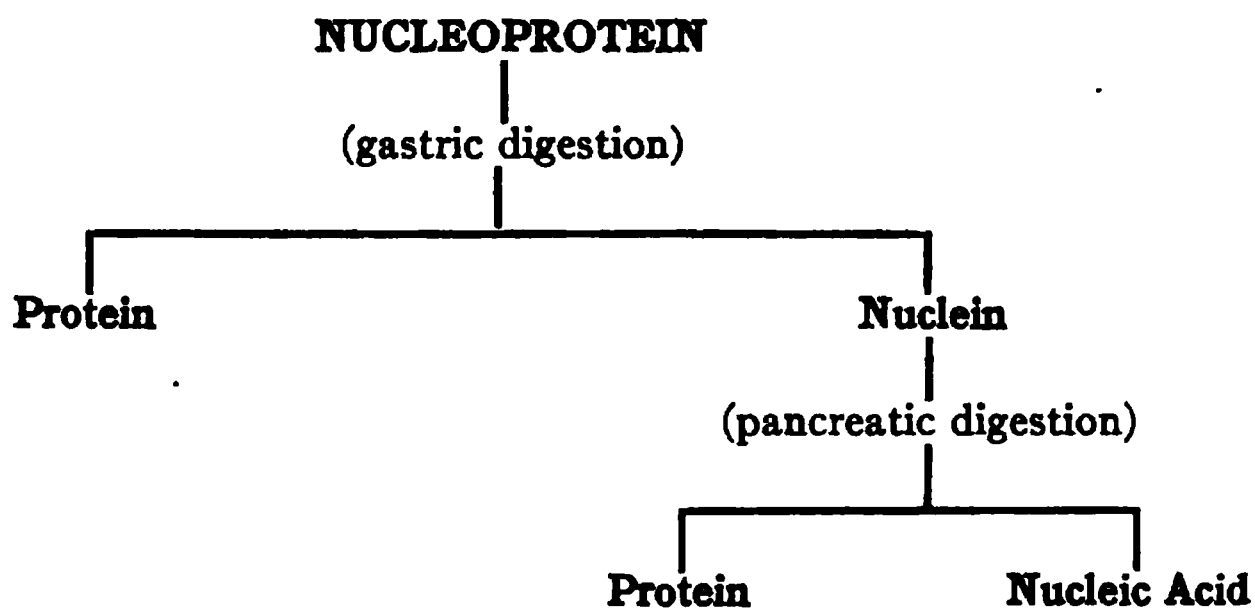 NUCLEOPROTEIN
(gastric digestion)
Protein Nuclein
(pancreatic digestion)
Protein Nucleic Acid